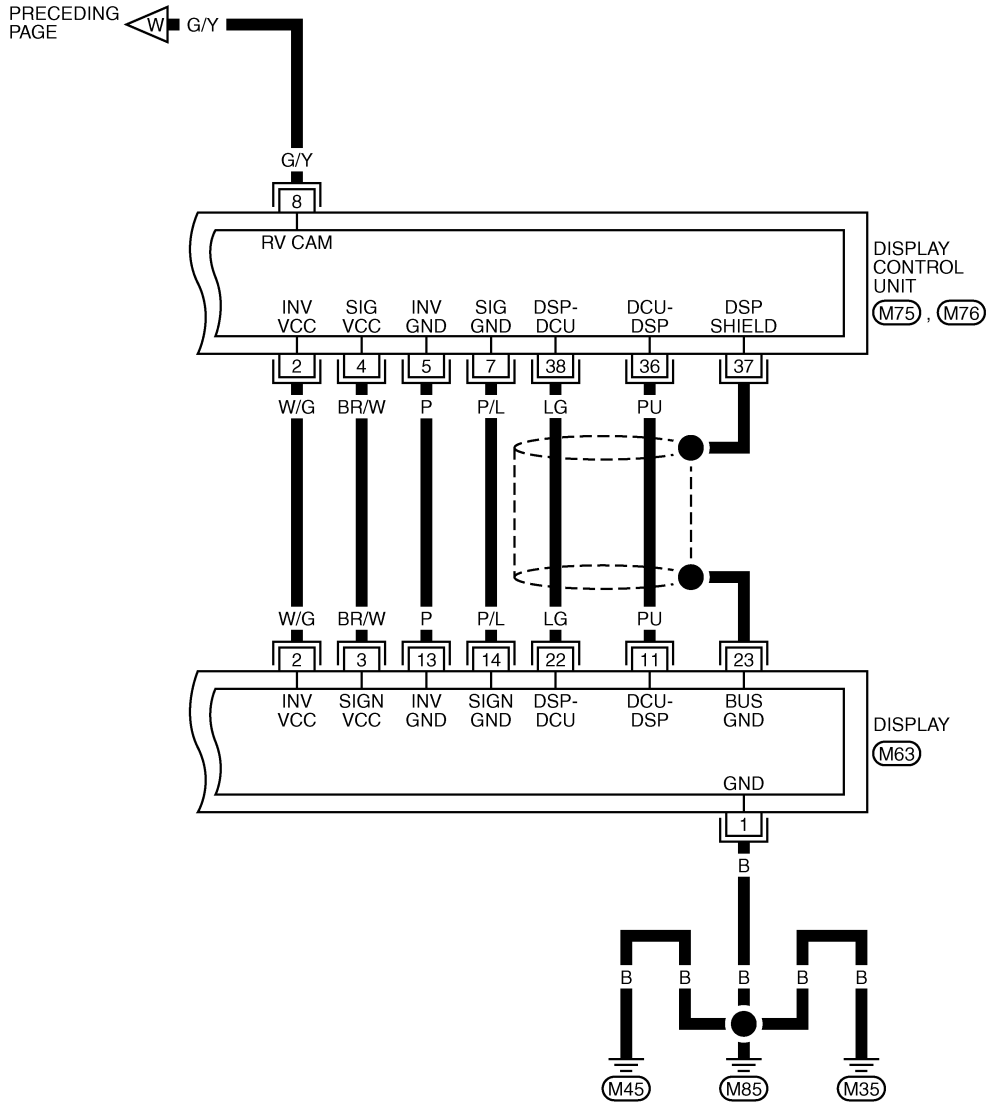 PRECEDING
PAGE
W
G/Y
G/Y
8
RV CAM
DISPLAY
CONTROL
UNIT
M75 , M76
INV VCC
SIG VCC
INV GND
SIG GND
DSP- DCU
DCU- DSP
DSP SHIELD
2 4 5 7 38 36 37
W/G BR/W P P/L LG PU
W/G BR/W P P/L LG PU
2 3 13 14 22 11 23
INV VCC
SIGN VCC
INV GND
SIGN GND
DSP- DCU
DCU- DSP
BUS GND
DISPLAY
M63
GND
1
B
B B B B B
M45 M85 M35